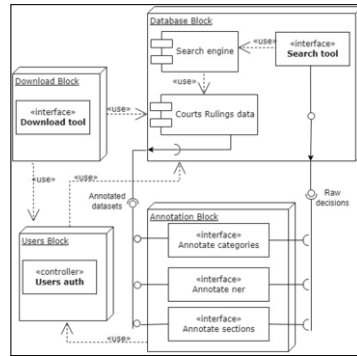 Database Block
Search engine
«use»
«interface»
Search tool
«use»
Download Block
«interface»
Download tool
«use»
Courts Rulings data
«use»
«use»
Annotated
datasets
Raw
decisions
Users Block
«controller»
Users auth
Annotation Block
«interface»
Annotate categories
«interface»
Annotate ner
«interface»
Annotate sections
«use»